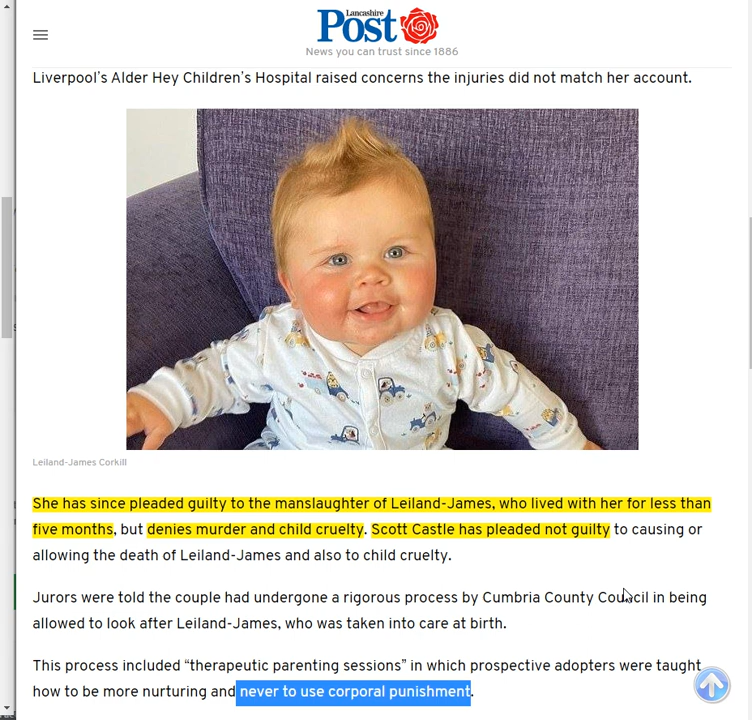 Lancashire
Post
News you can trust since 1886
Liverpool's Alder Hey Children's Hospital raised concerns the injuries did not match her account.
Leiland-James Corkill
She has since pleaded guilty to the manslaughter of Leiland-James, who lived with her for less than
five months, but denies murder and child cruelty. Scott Castle has pleaded not guilty to causing or
allowing the death of Leiland-James and also to child cruelty.
Jurors were told the couple had undergone a rigorous process by Cumbria County Council in being
allowed to look after Leiland-James, who was taken into care at birth.
This process included “therapeutic parenting sessions” in which prospective adopters were taught
how to be more nurturing and never to use corporal punishment.